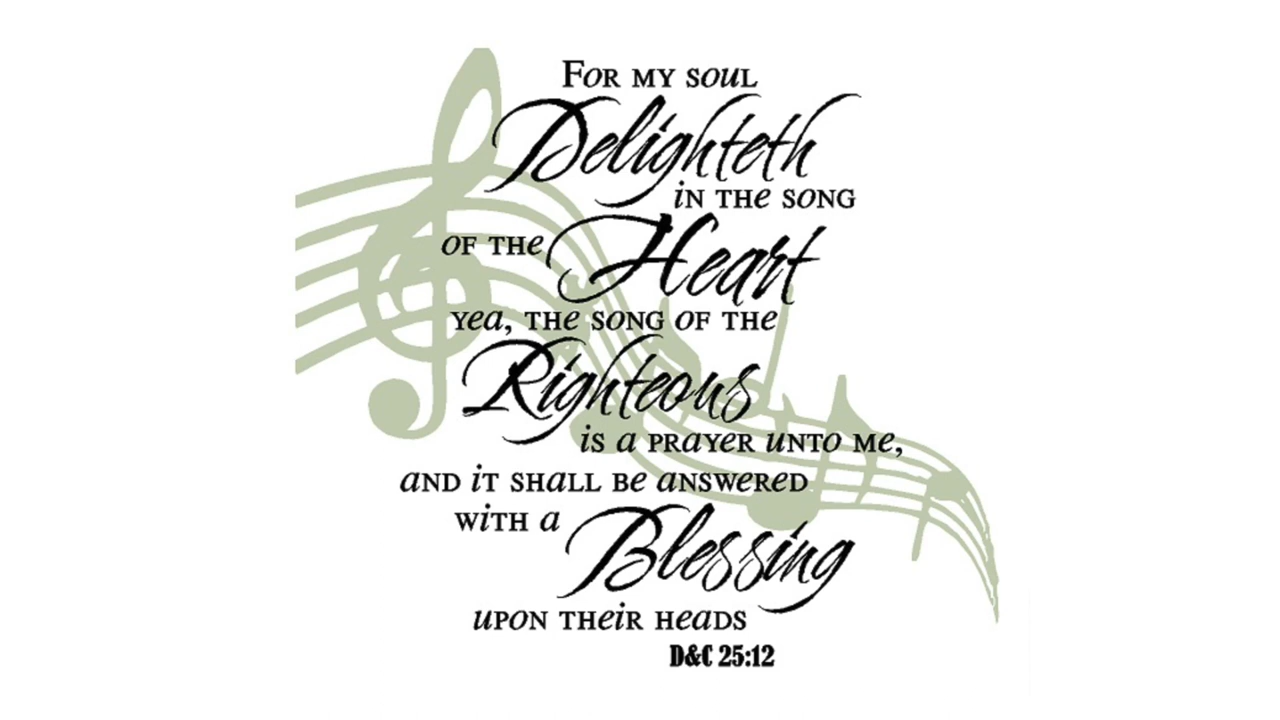 For my soul
Delighteth
in the song
of the Heart
yea, the song of the
Righteous
is a prayer unto me,
and it shall be answered
with a Blessing
upon their heads
D&C 25:12